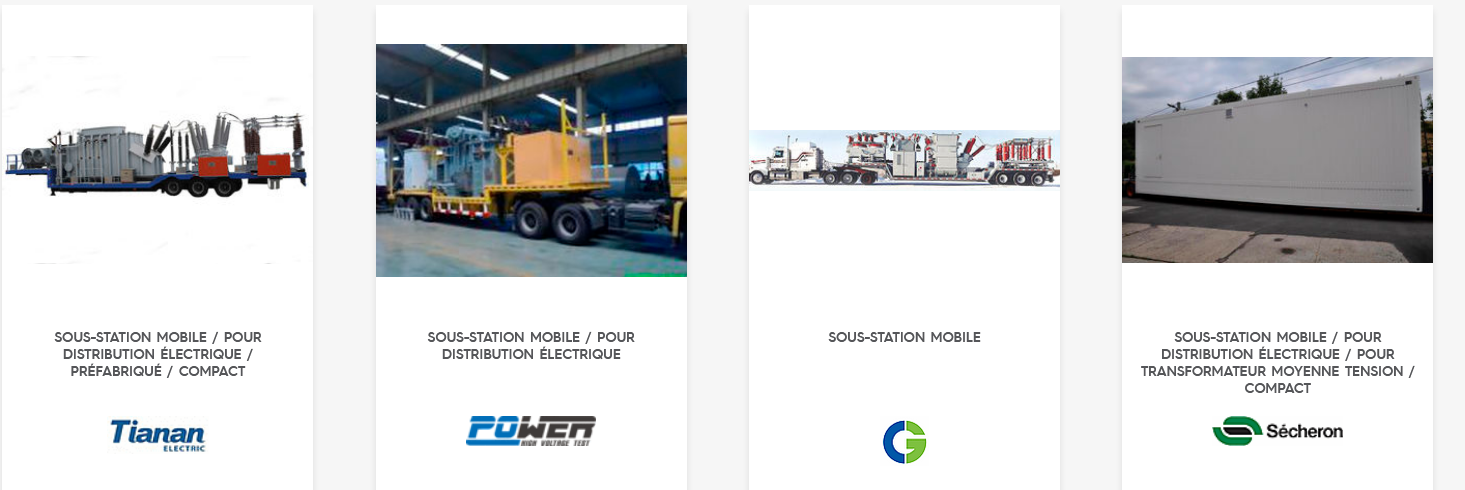 SOUS-STATION MOBILE / POUR
DISTRIBUTION ÉLECTRIQUE /
PRÉFABRIQUÉ / COMPACT
Tianan
ELECTRIC
SOUS-STATION MOBILE / POUR
DISTRIBUTION ÉLECTRIQUE
POWER
HIGH VOLTAGE TEST
SOUS-STATION MOBILE
CG
SOUS-STATION MOBILE / POUR
DISTRIBUTION ÉLECTRIQUE / POUR
TRANSFORMATEUR MOYENNE TENSION /
COMPACT
Sécheron